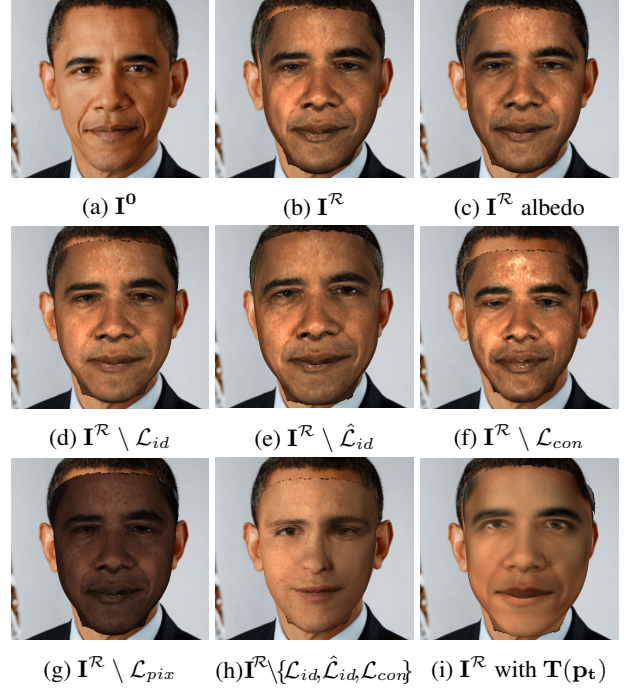 (a) I⁰ (b) Iᴿ (c) Iᴿ albedo
(d) Iᴿ \ ℒ_id (e) Iᴿ \ ℒ̂_id (f) Iᴿ \ ℒ_con
(g) Iᴿ \ ℒ_pix (h) Iᴿ\{ℒ_id, ℒ̂_id, ℒ_con} (i) Iᴿ with T(p_t)